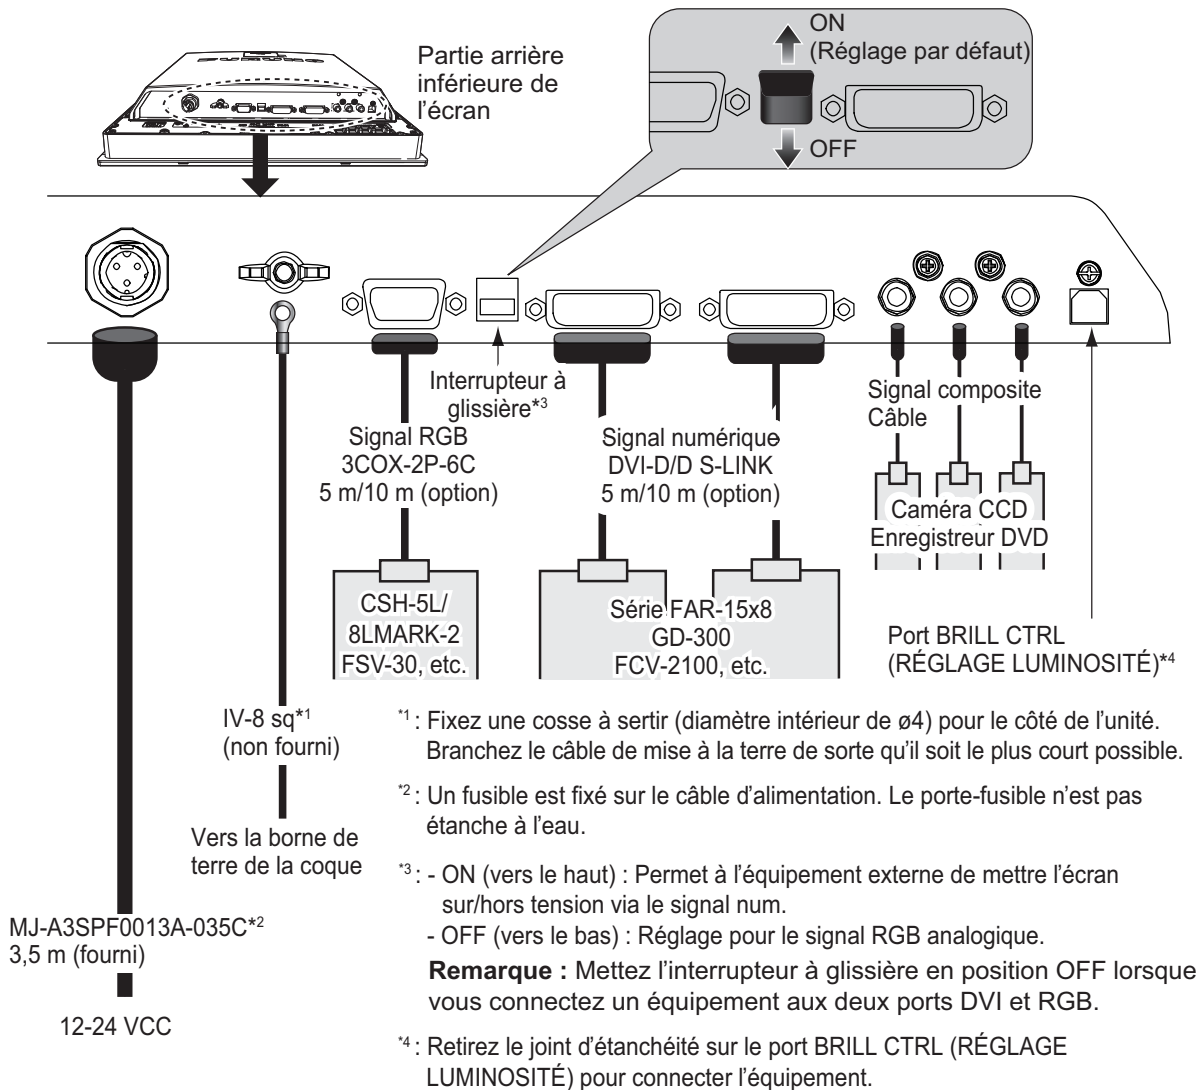 Partie arrière
inférieure de
l'écran
ON
(Réglage par défaut)
OFF
Interrupteur à
glissière*3
Signal RGB
3COX-2P-6C
5 m/10 m (option)
Signal numérique
DVI-D/D S-LINK
5 m/10 m (option)
Signal composite
Câble
Caméra CCD
Enregistreur DVD
CSH-5L/
8LMARK-2
FSV-30, etc.
Série FAR-15x8
GD-300
FCV-2100, etc.
Port BRILL CTRL
(RÉGLAGE LUMINOSITÉ)*4
IV-8 sq*1
(non fourni)
Vers la borne de
terre de la coque
MJ-A3SPF0013A-035C*2
3,5 m (fourni)
12-24 VCC
*1 : Fixez une cosse à sertir (diamètre intérieur de ø4) pour le côté de l'unité.
Branchez le câble de mise à la terre de sorte qu'il soit le plus court possible.
*2 : Un fusible est fixé sur le câble d'alimentation. Le porte-fusible n'est pas
étanche à l'eau.
*3 : - ON (vers le haut) : Permet à l'équipement externe de mettre l'écran
sur/hors tension via le signal num.
- OFF (vers le bas) : Réglage pour le signal RGB analogique.
Remarque : Mettez l'interrupteur à glissière en position OFF lorsque
vous connectez un équipement aux deux ports DVI et RGB.
*4 : Retirez le joint d'étanchéité sur le port BRILL CTRL (RÉGLAGE
LUMINOSITÉ) pour connecter l'équipement.